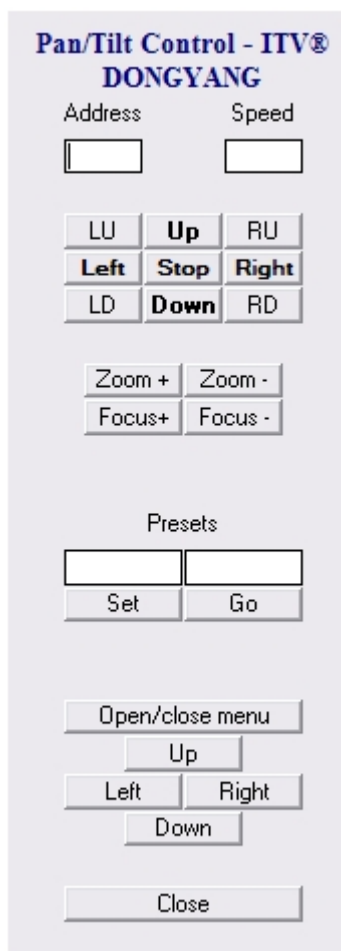 Pan/Tilt Control - ITV®
DONGYANG
Address Speed
LU Up RU
Left Stop Right
LD Down RD
Zoom + Zoom -
Focus+ Focus -
Presets
Set Go
Open/close menu
Up
Left Right
Down
Close